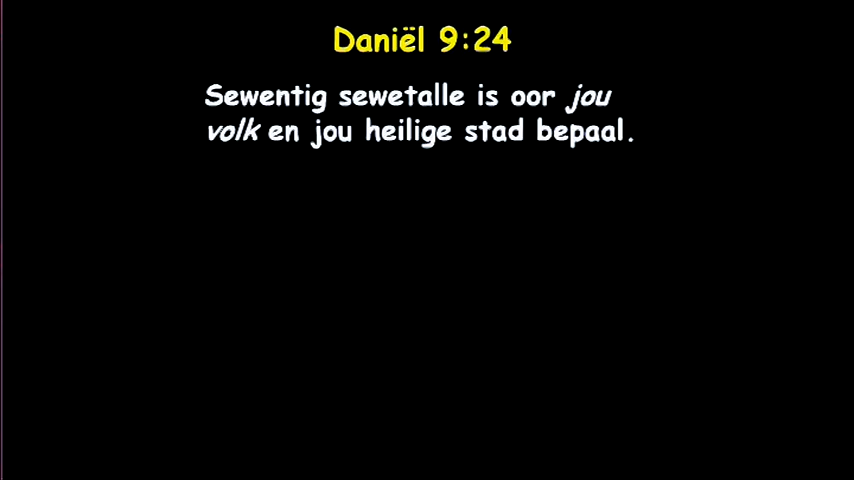 Daniël 9:24
Sewentig sewetalle is oor jou
volk en jou heilige stad bepaal.